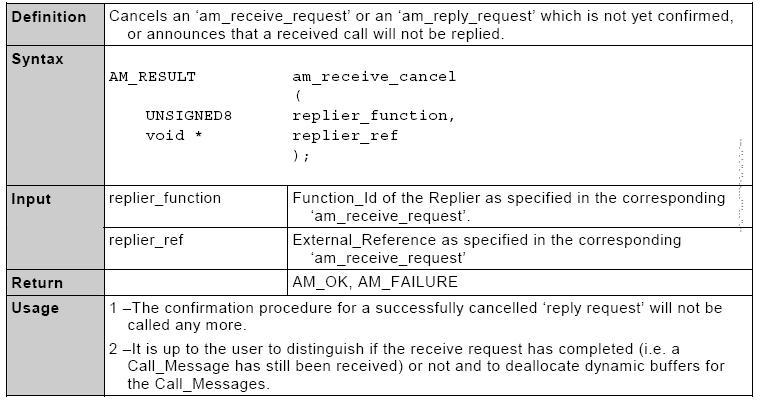 Definition Cancels an ‘am_receive_request’ or an ‘am_reply_request’ which is not yet confirmed,
or announces that a received call will not be replied.
Syntax
AM_RESULT am_receive_cancel
(
UNSIGNED8 replier_function,
void * replier_ref
);
Input replier_function Function_Id of the Replier as specified in the corresponding
‘am_receive_request’.
replier_ref External_Reference as specified in the corresponding
‘am_receive_request’
Return AM_OK, AM_FAILURE
Usage 1 –The confirmation procedure for a successfully cancelled ‘reply request’ will not be
called any more.
2 –It is up to the user to distinguish if the receive request has completed (i.e. a
Call_Message has still been received) or not and to deallocate dynamic buffers for
the Call_Messages.